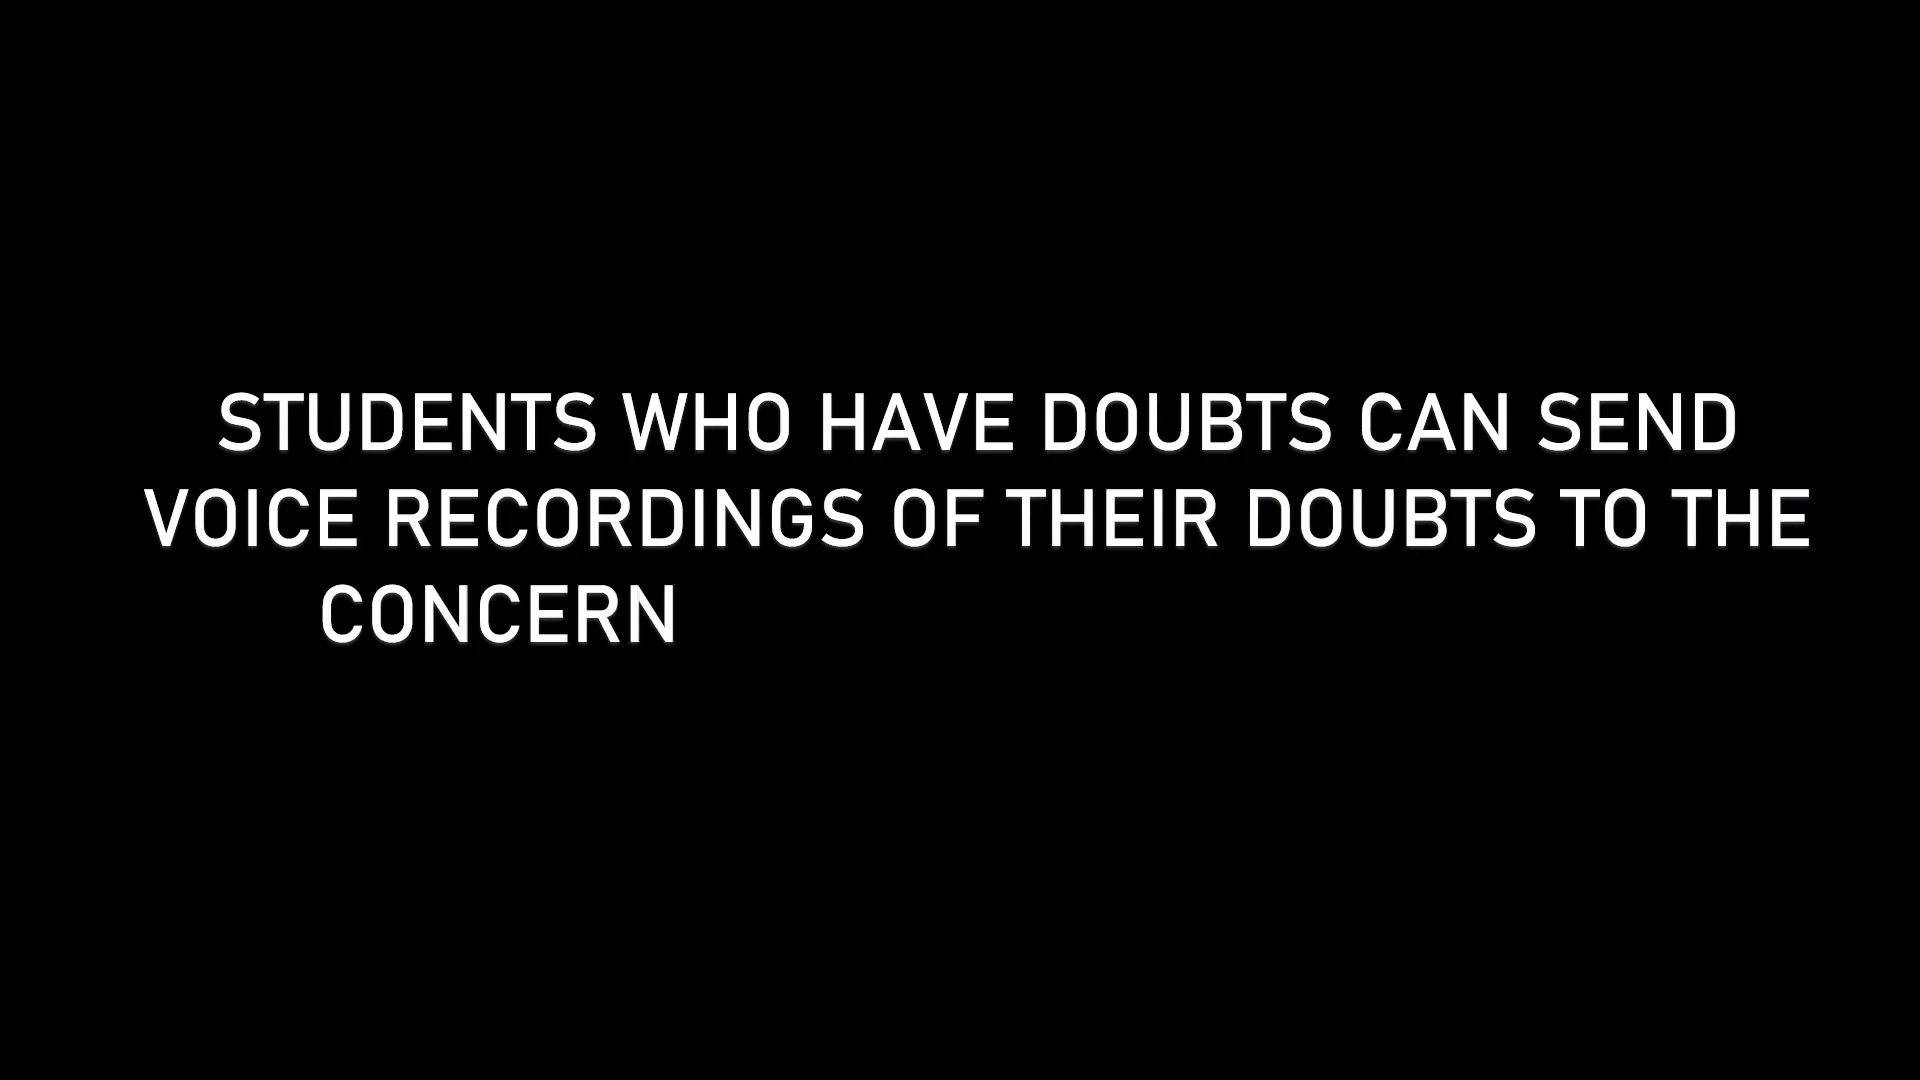 STUDENTS WHO HAVE DOUBTS CAN SEND
VOICE RECORDINGS OF THEIR DOUBTS TO THE
CONCERN